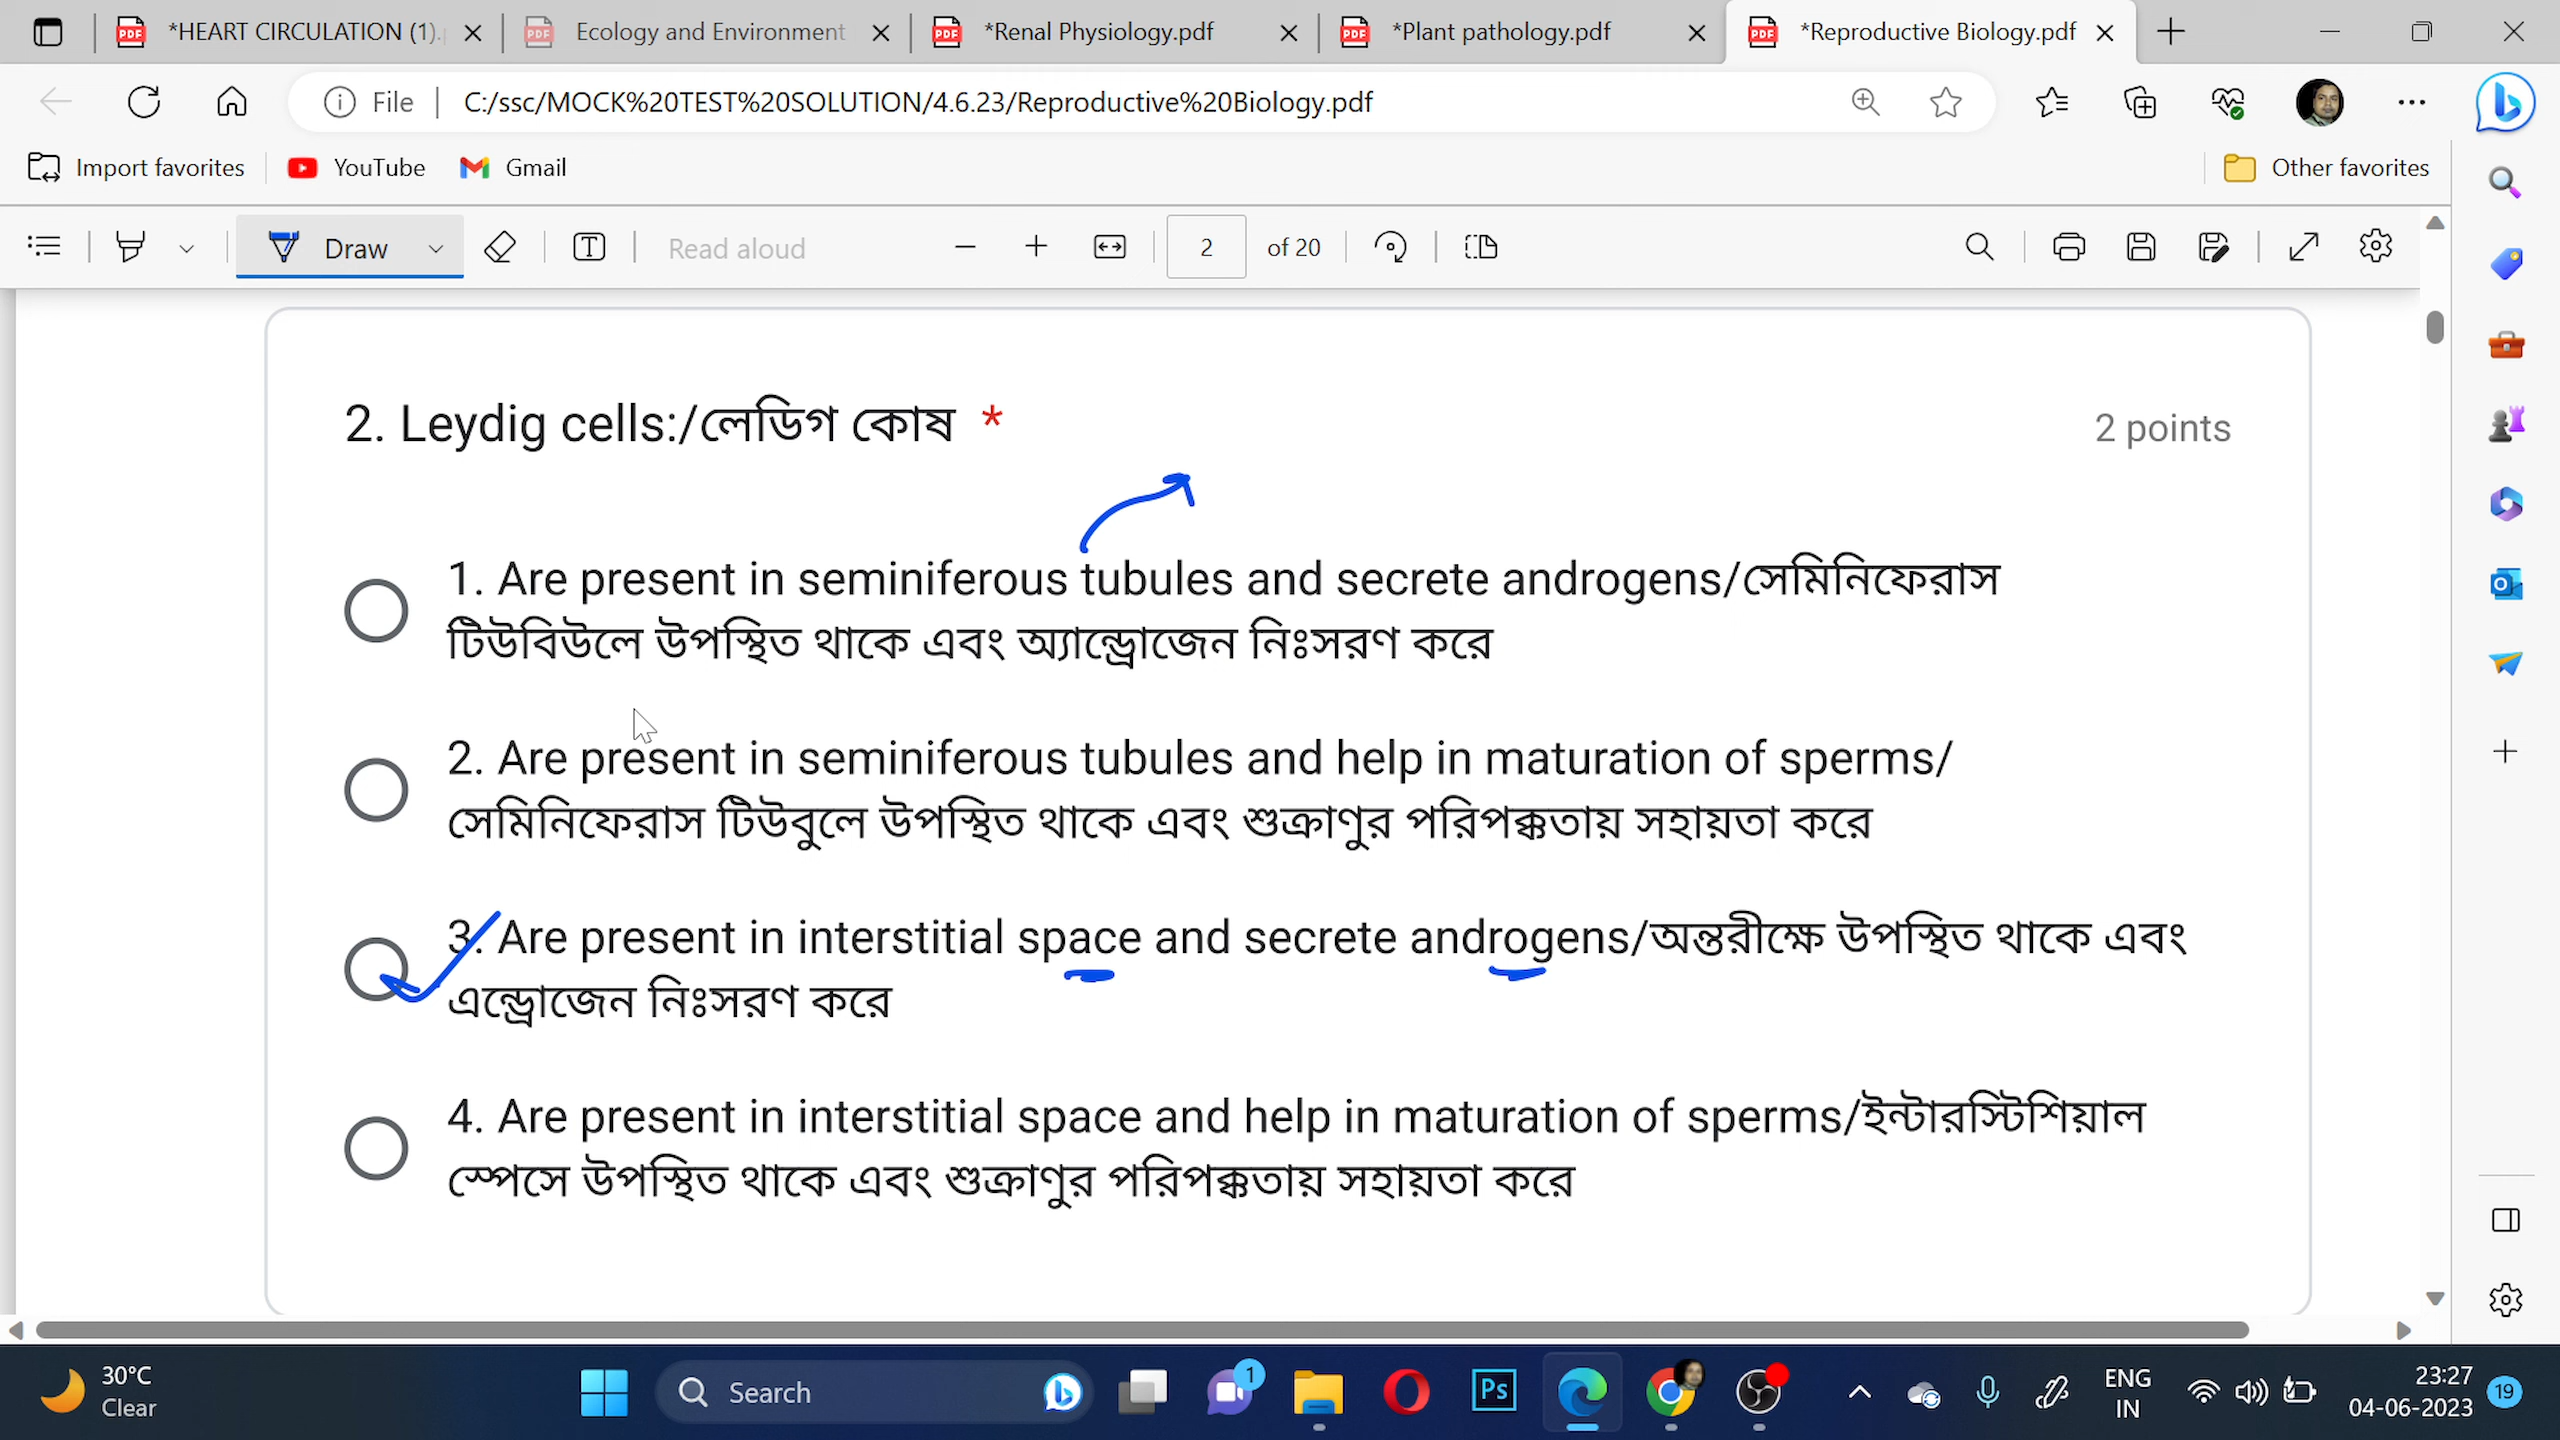 *HEART CIRCULATION (1).
Ecology and Environment
*Renal Physiology.pdf
*Plant pathology.pdf
*Reproductive Biology.pdf
File
C:/ssc/MOCK%20TEST%20SOLUTION/4.6.23/Reproductive%20Biology.pdf
Import favorites
YouTube
Gmail
Other favorites
Draw
Read aloud
2
of 20
2. Leydig cells:/লেডিগ কোষ *
2 points
1. Are present in seminiferous tubules and secrete androgens/সেমিনিফেরাস
টিউবিউলে উপস্থিত থাকে এবং অ্যান্ড্রোজেন নিঃসরণ করে
2. Are present in seminiferous tubules and help in maturation of sperms/
সেমিনিফেরাস টিউবুলে উপস্থিত থাকে এবং শুক্রাণুর পরিপক্কতায় সহায়তা করে
3. Are present in interstitial space and secrete androgens/অন্তরীক্ষে উপস্থিত থাকে এবং
এন্ড্রোজেন নিঃসরণ করে
4. Are present in interstitial space and help in maturation of sperms/ইন্টারস্টিশিয়াল
স্পেসে উপস্থিত থাকে এবং শুক্রাণুর পরিপক্কতায় সহায়তা করে
30°C
Clear
Search
1
Ps
ENG
IN
23:27
04-06-2023
19